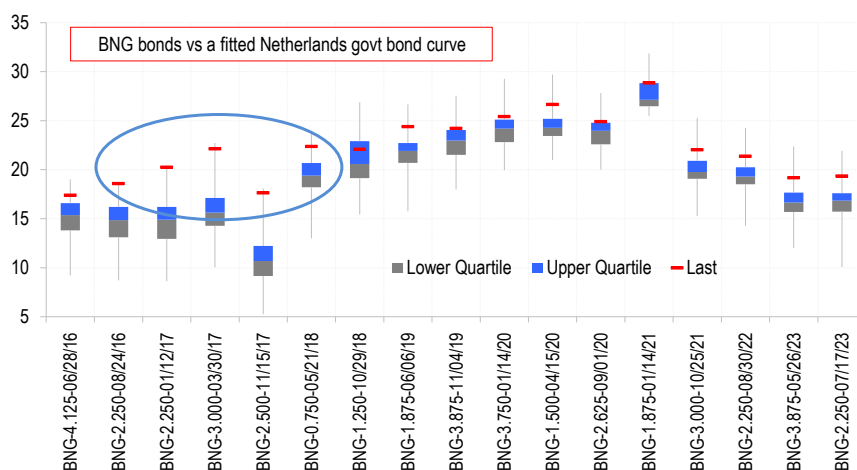 35
BNG bonds vs a fitted Netherlands govt bond curve
30
25
20
15
10
5
Lower Quartile
Upper Quartile
Last
BNG-4.125-06/28/16
BNG-2.250-08/24/16
BNG-2.250-01/12/17
BNG-3.000-03/30/17
BNG-2.500-11/15/17
BNG-0.750-05/21/18
BNG-1.250-10/29/18
BNG-1.875-06/06/19
BNG-3.875-11/04/19
BNG-3.750-01/14/20
BNG-1.500-04/15/20
BNG-2.625-09/01/20
BNG-1.875-01/14/21
BNG-3.000-10/25/21
BNG-2.250-08/30/22
BNG-3.875-05/26/23
BNG-2.250-07/17/23